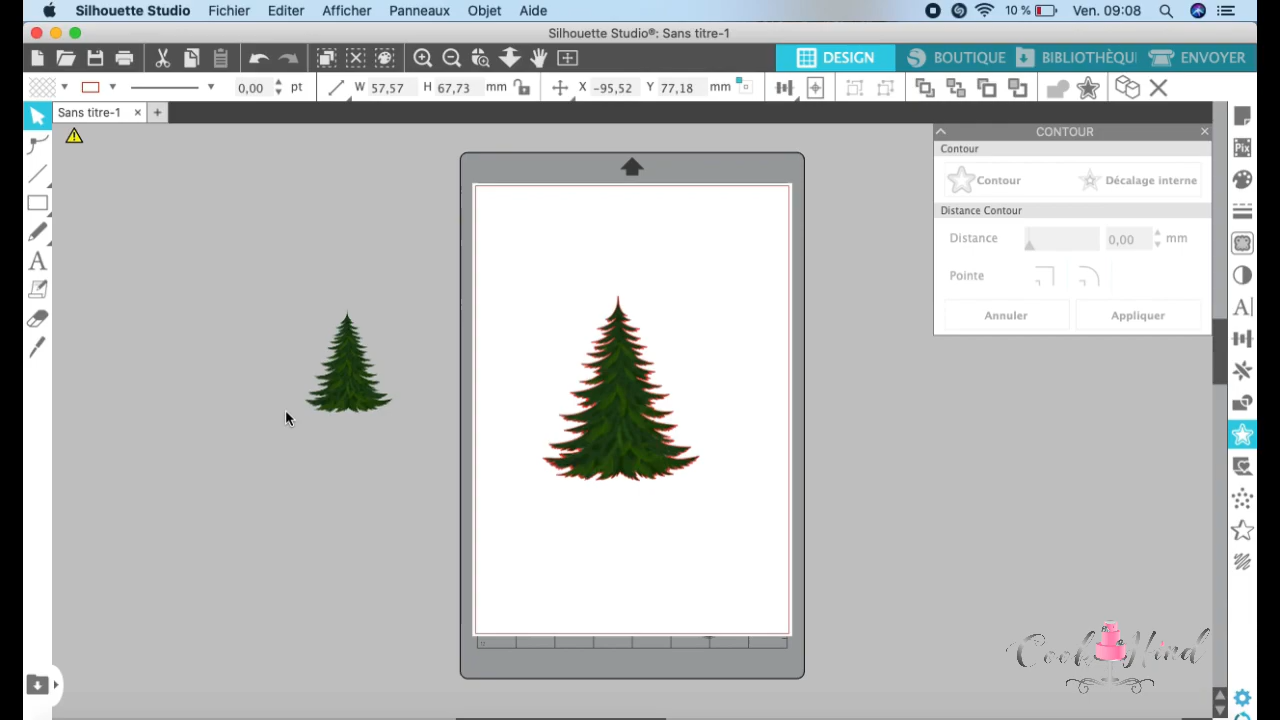 Silhouette Studio Fichier Editer Afficher Panneaux Objet Aide 10 % Ven. 09:08
Silhouette Studio®: Sans titre-1
DESIGN BOUTIQUE BIBLIOTHÈQU ENVOYER
0,00 pt W 57,57 H 67,73 mm X -95,52 Y 77,18 mm
Sans titre-1 × +
CONTOUR
Contour
Contour Décalage interne
Distance Contour
Distance 0,00 mm
Pointe
Annuler Appliquer
Pix
A
A